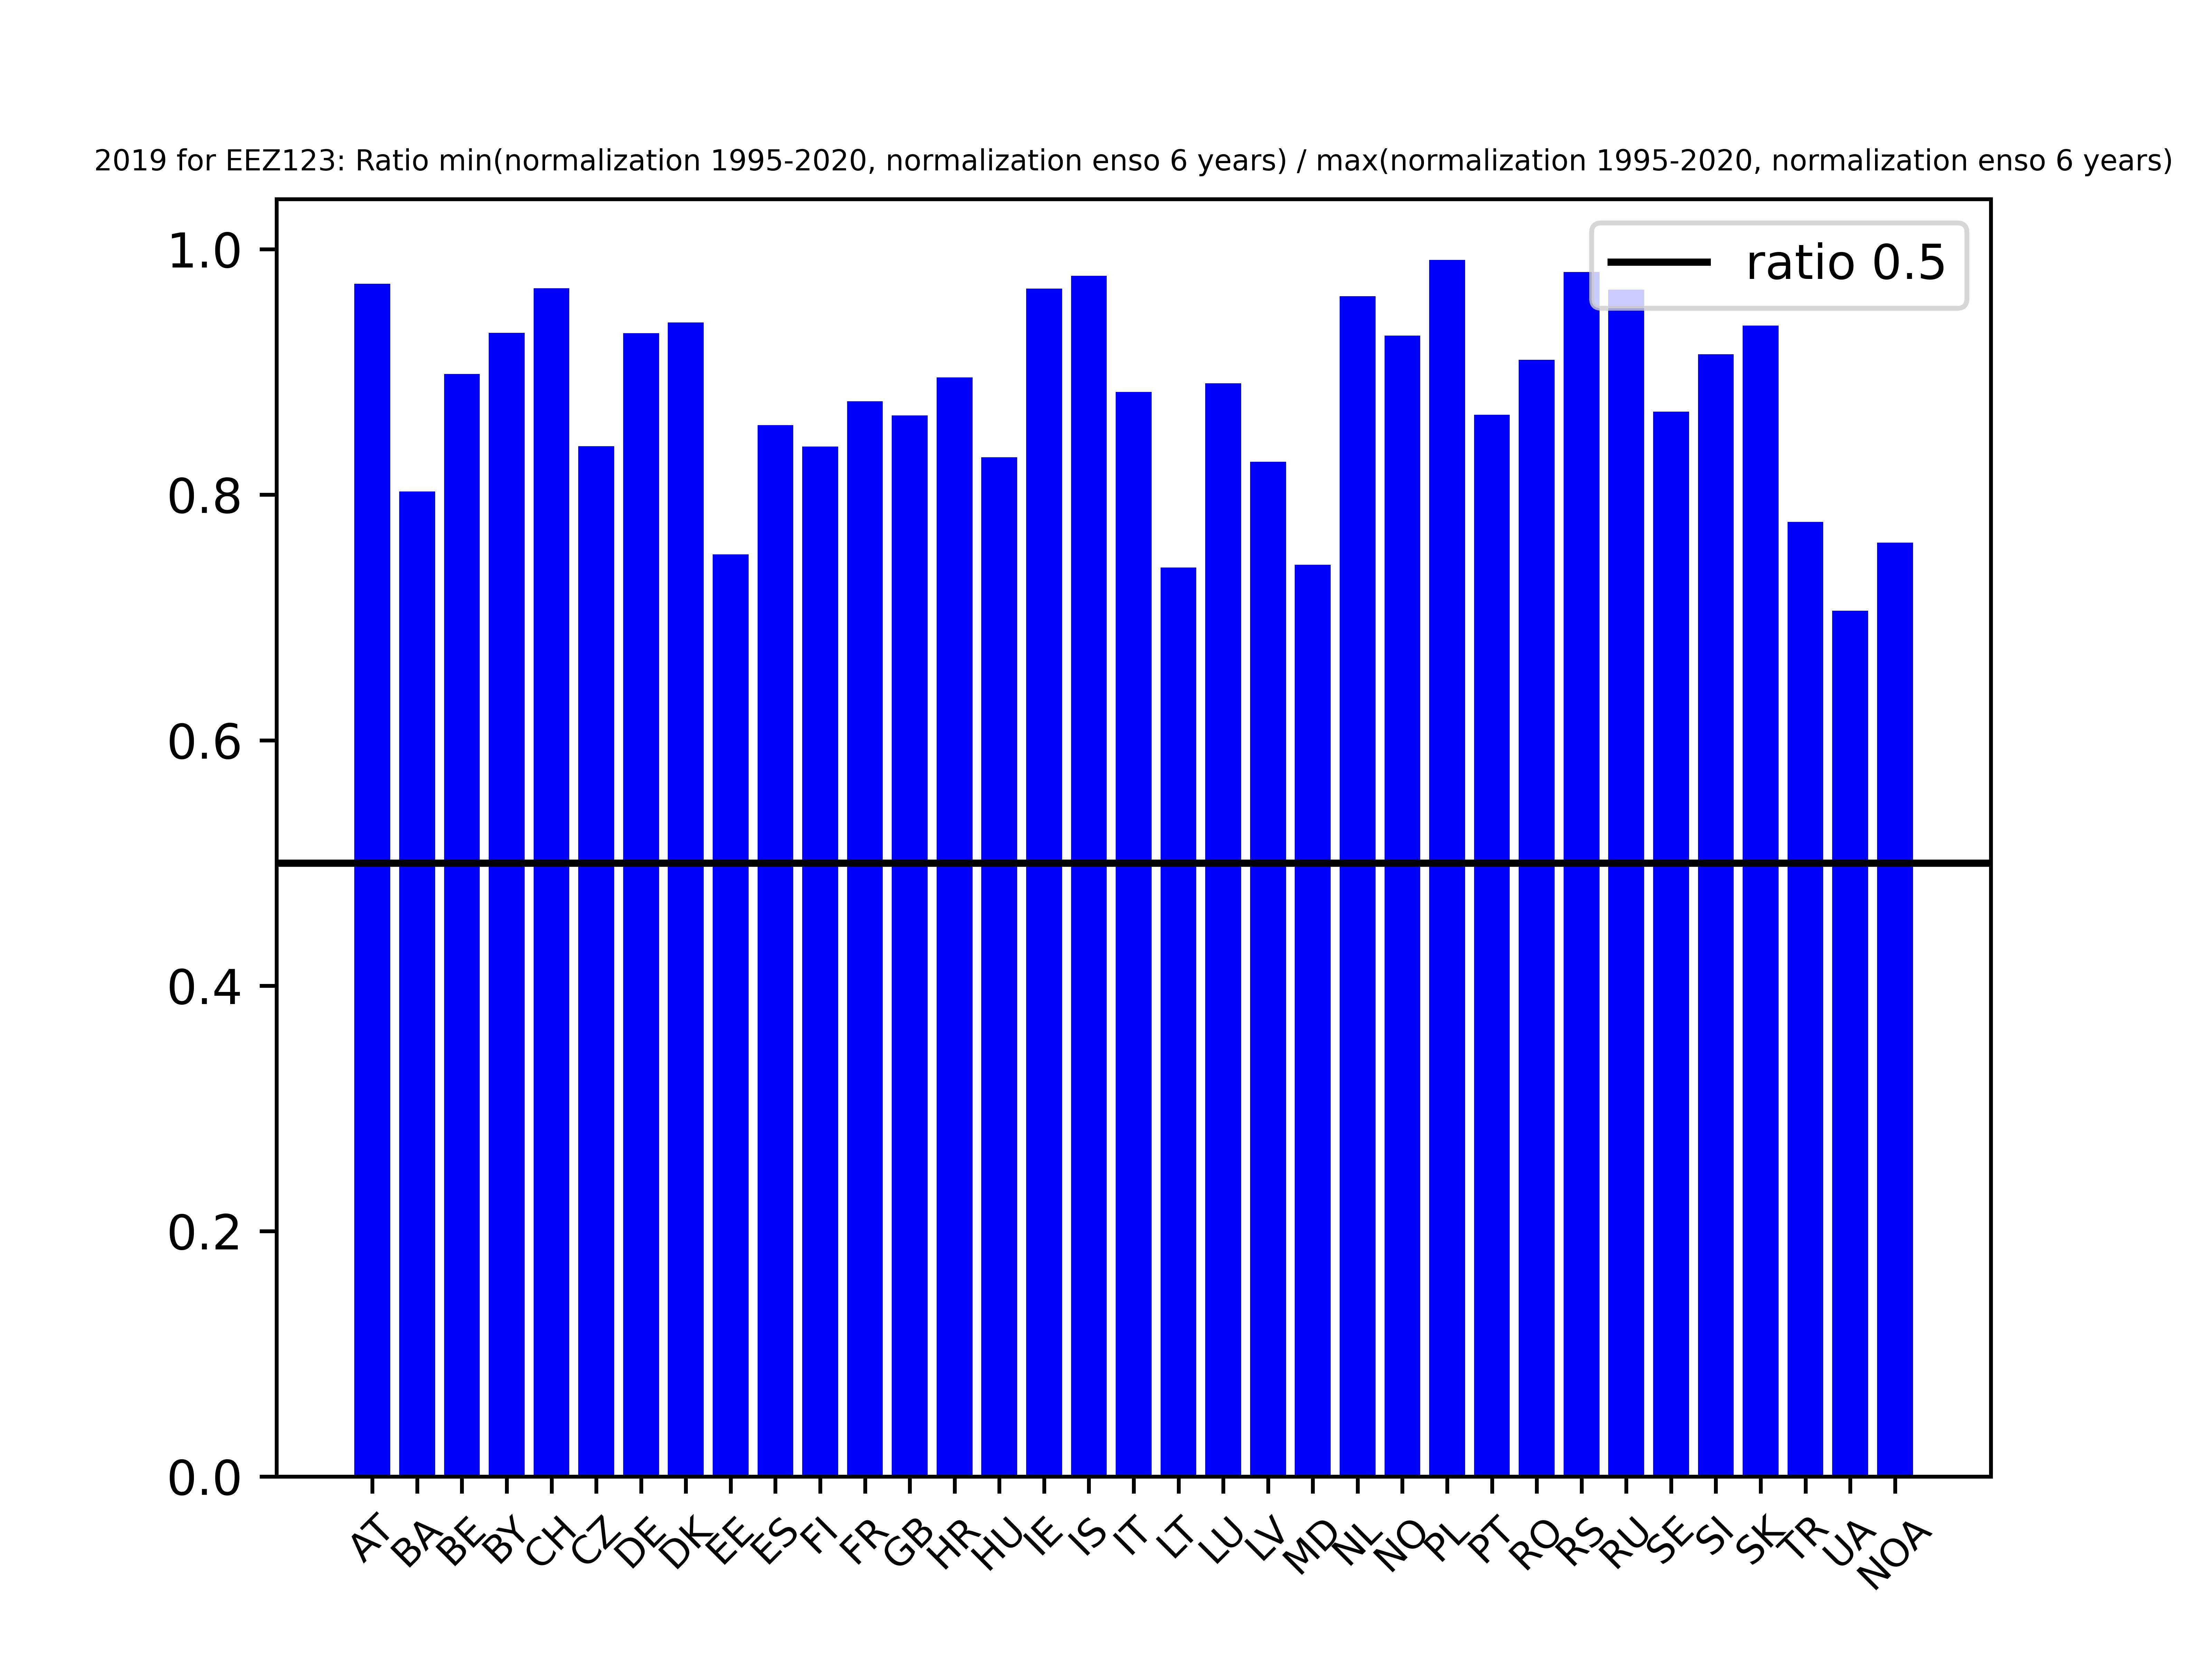 2019 for EEZ123: Ratio min(normalization 1995-2020, normalization enso 6 years) / max(normalization 1995-2020, normalization enso 6 years)
ratio 0.5
1.0
0.8
0.6
0.4
0.2
0.0
AT BA BE BY CH CZ DE DK EE ES FI FR GB HR HU IE IS IT LT LU LV MD NL NO PL PT RO RS RU SE SI SK TR UA NOA